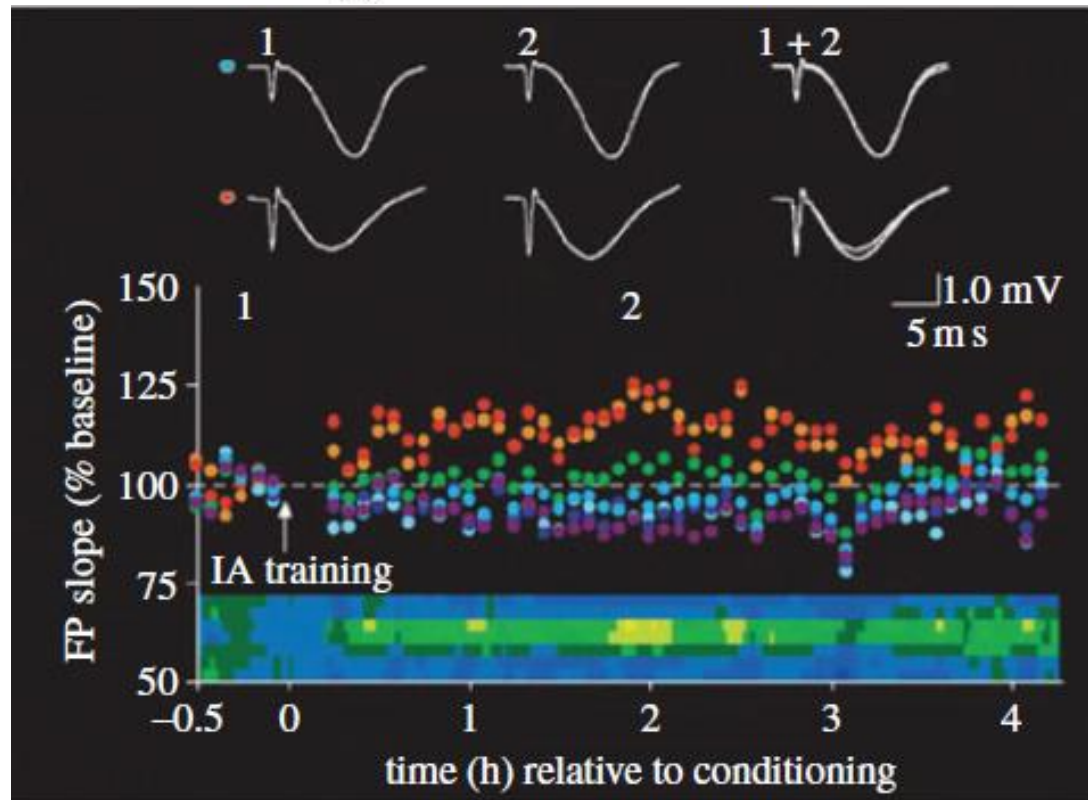 1 2 1 + 2
150 1 2 1.0 mV
5 ms
125
100
IA training
75
50
FP slope (% baseline)
–0.5 0 1 2 3 4
time (h) relative to conditioning